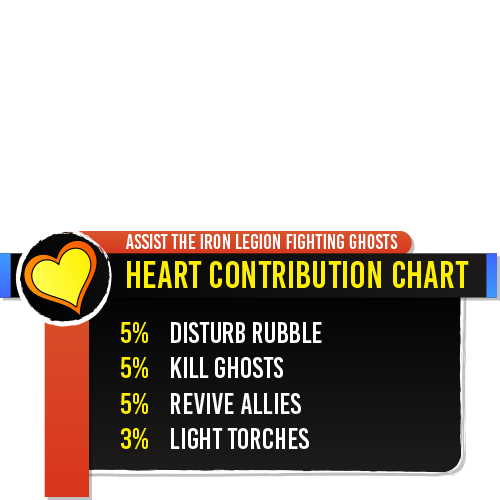 ASSIST THE IRON LEGION FIGHTING GHOSTS
HEART CONTRIBUTION CHART
5% DISTURB RUBBLE
5% KILL GHOSTS
5% REVIVE ALLIES
3% LIGHT TORCHES